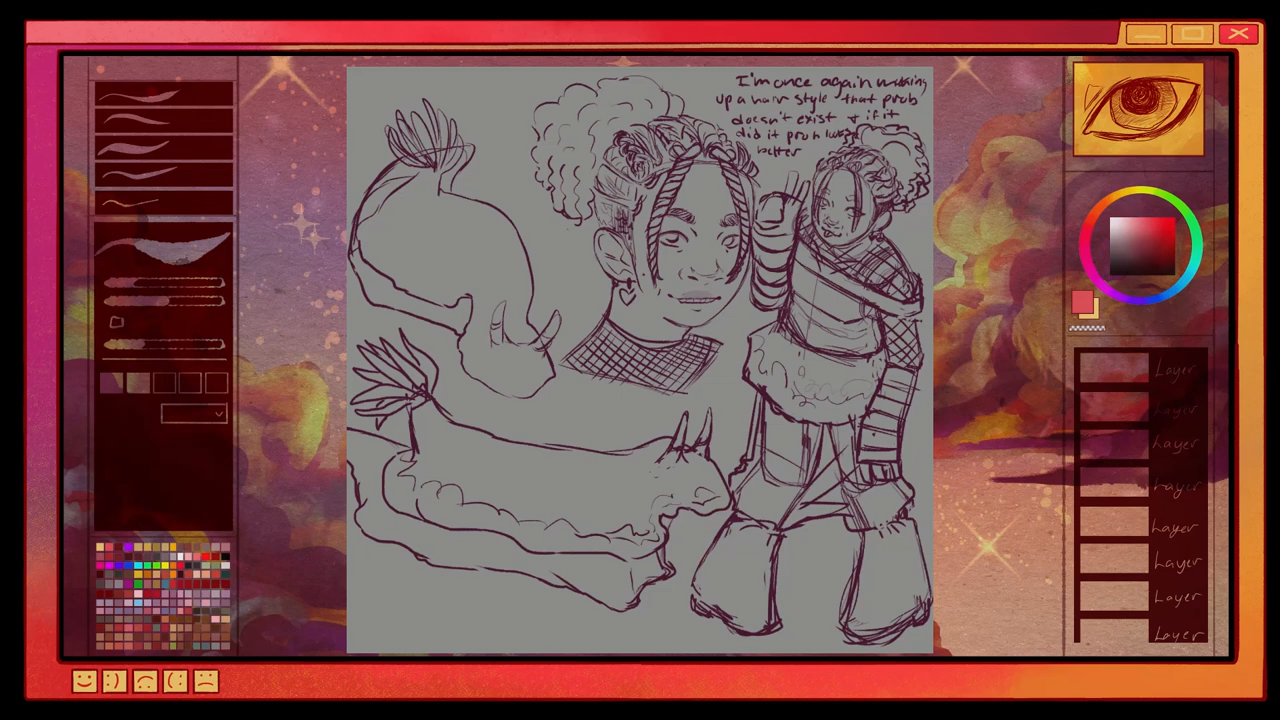 I'm once again making
up a hair style that prob
doesn't exist & if it
did it prob looks
better
Layer
Layer
Layer
Layer
Layer
Layer
Layer
Layer